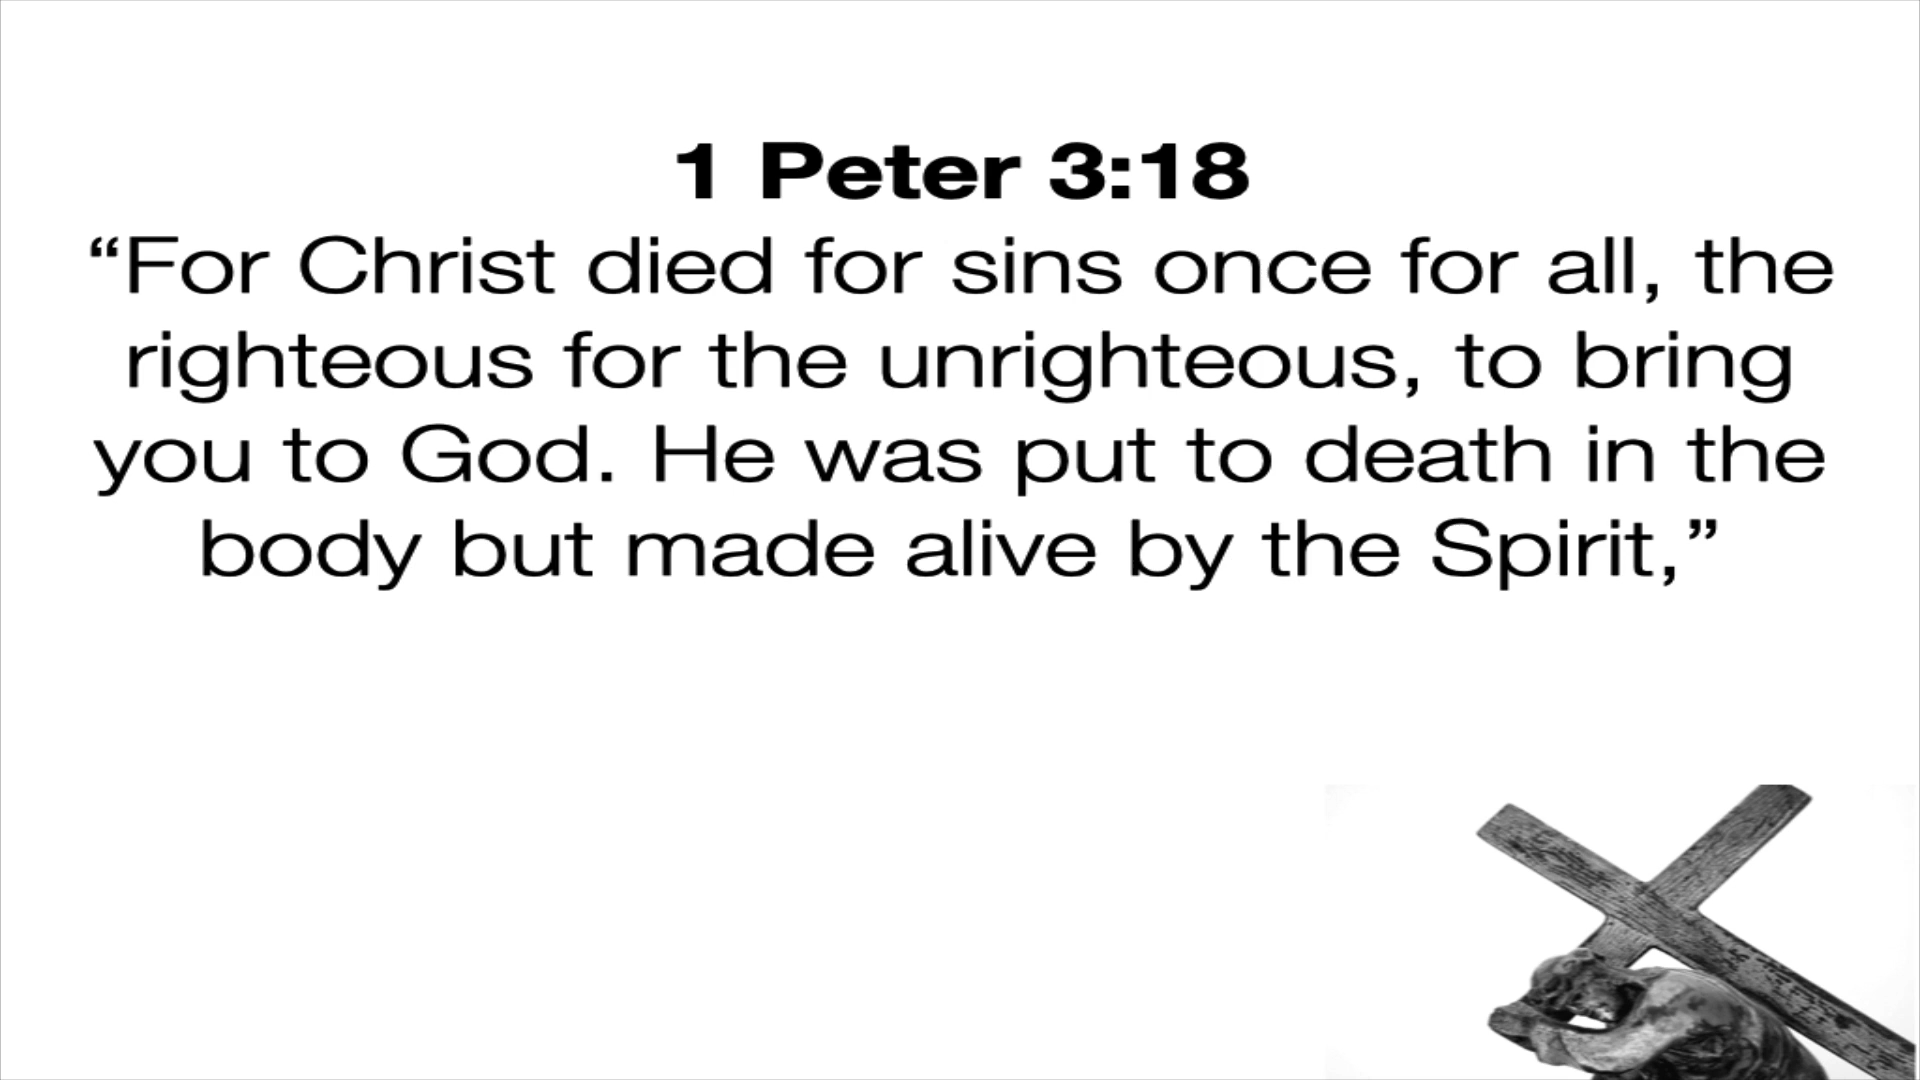 1 Peter 3:18
“For Christ died for sins once for all, the
righteous for the unrighteous, to bring
you to God. He was put to death in the
body but made alive by the Spirit,”